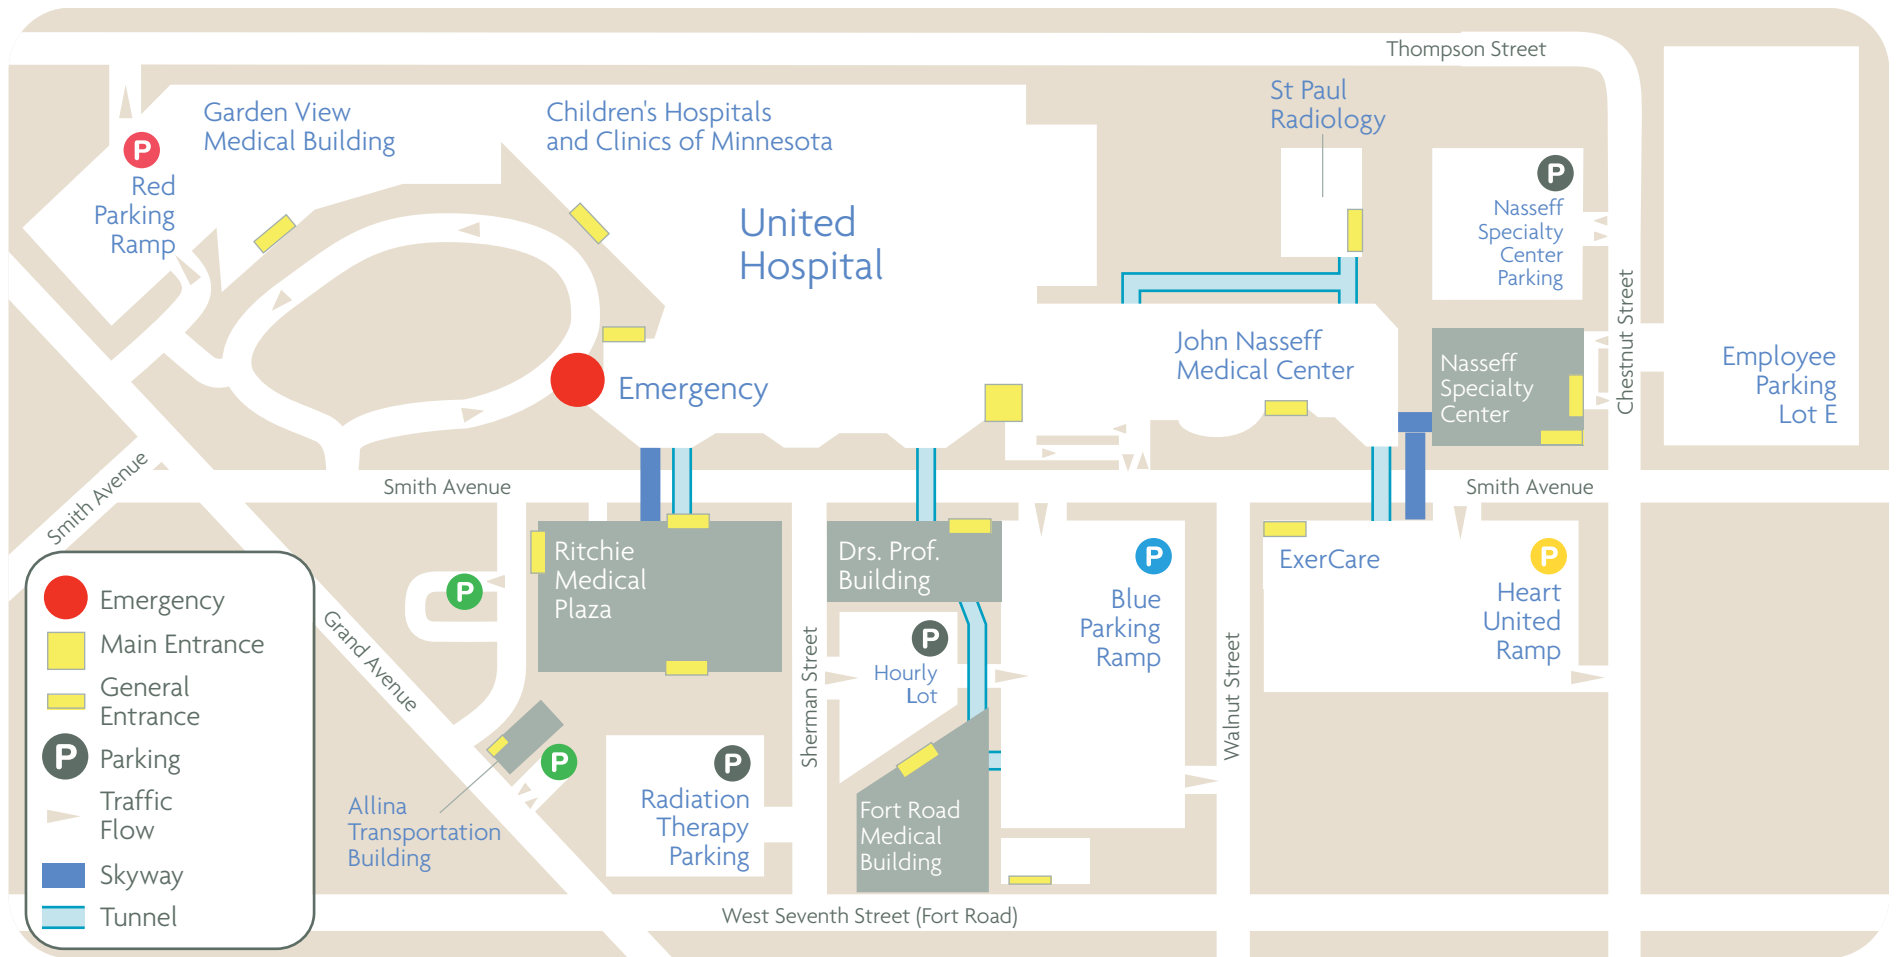 Thompson Street
St Paul
Radiology
Garden View
Medical Building
Children's Hospitals
and Clinics of Minnesota
P
Red
Parking
Ramp
United
Hospital
P
Nasseff
Specialty
Center
Parking
Chestnut Street
John Nasseff
Medical Center
Nasseff
Specialty
Center
Employee
Parking
Lot E
Emergency
Smith Avenue
Smith Avenue
Smith Avenue
Ritchie
Medical
Plaza
Drs. Prof.
Building
P
Blue
Parking
Ramp
ExerCare
P
Heart
United
Ramp
P
Grand Avenue
Sherman Street
P
Hourly
Lot
Walnut Street
P
Allina
Transportation
Building
P
Radiation
Therapy
Parking
Fort Road
Medical
Building
West Seventh Street (Fort Road)
Emergency
Main Entrance
General
Entrance
P
Parking
Traffic
Flow
Skyway
Tunnel